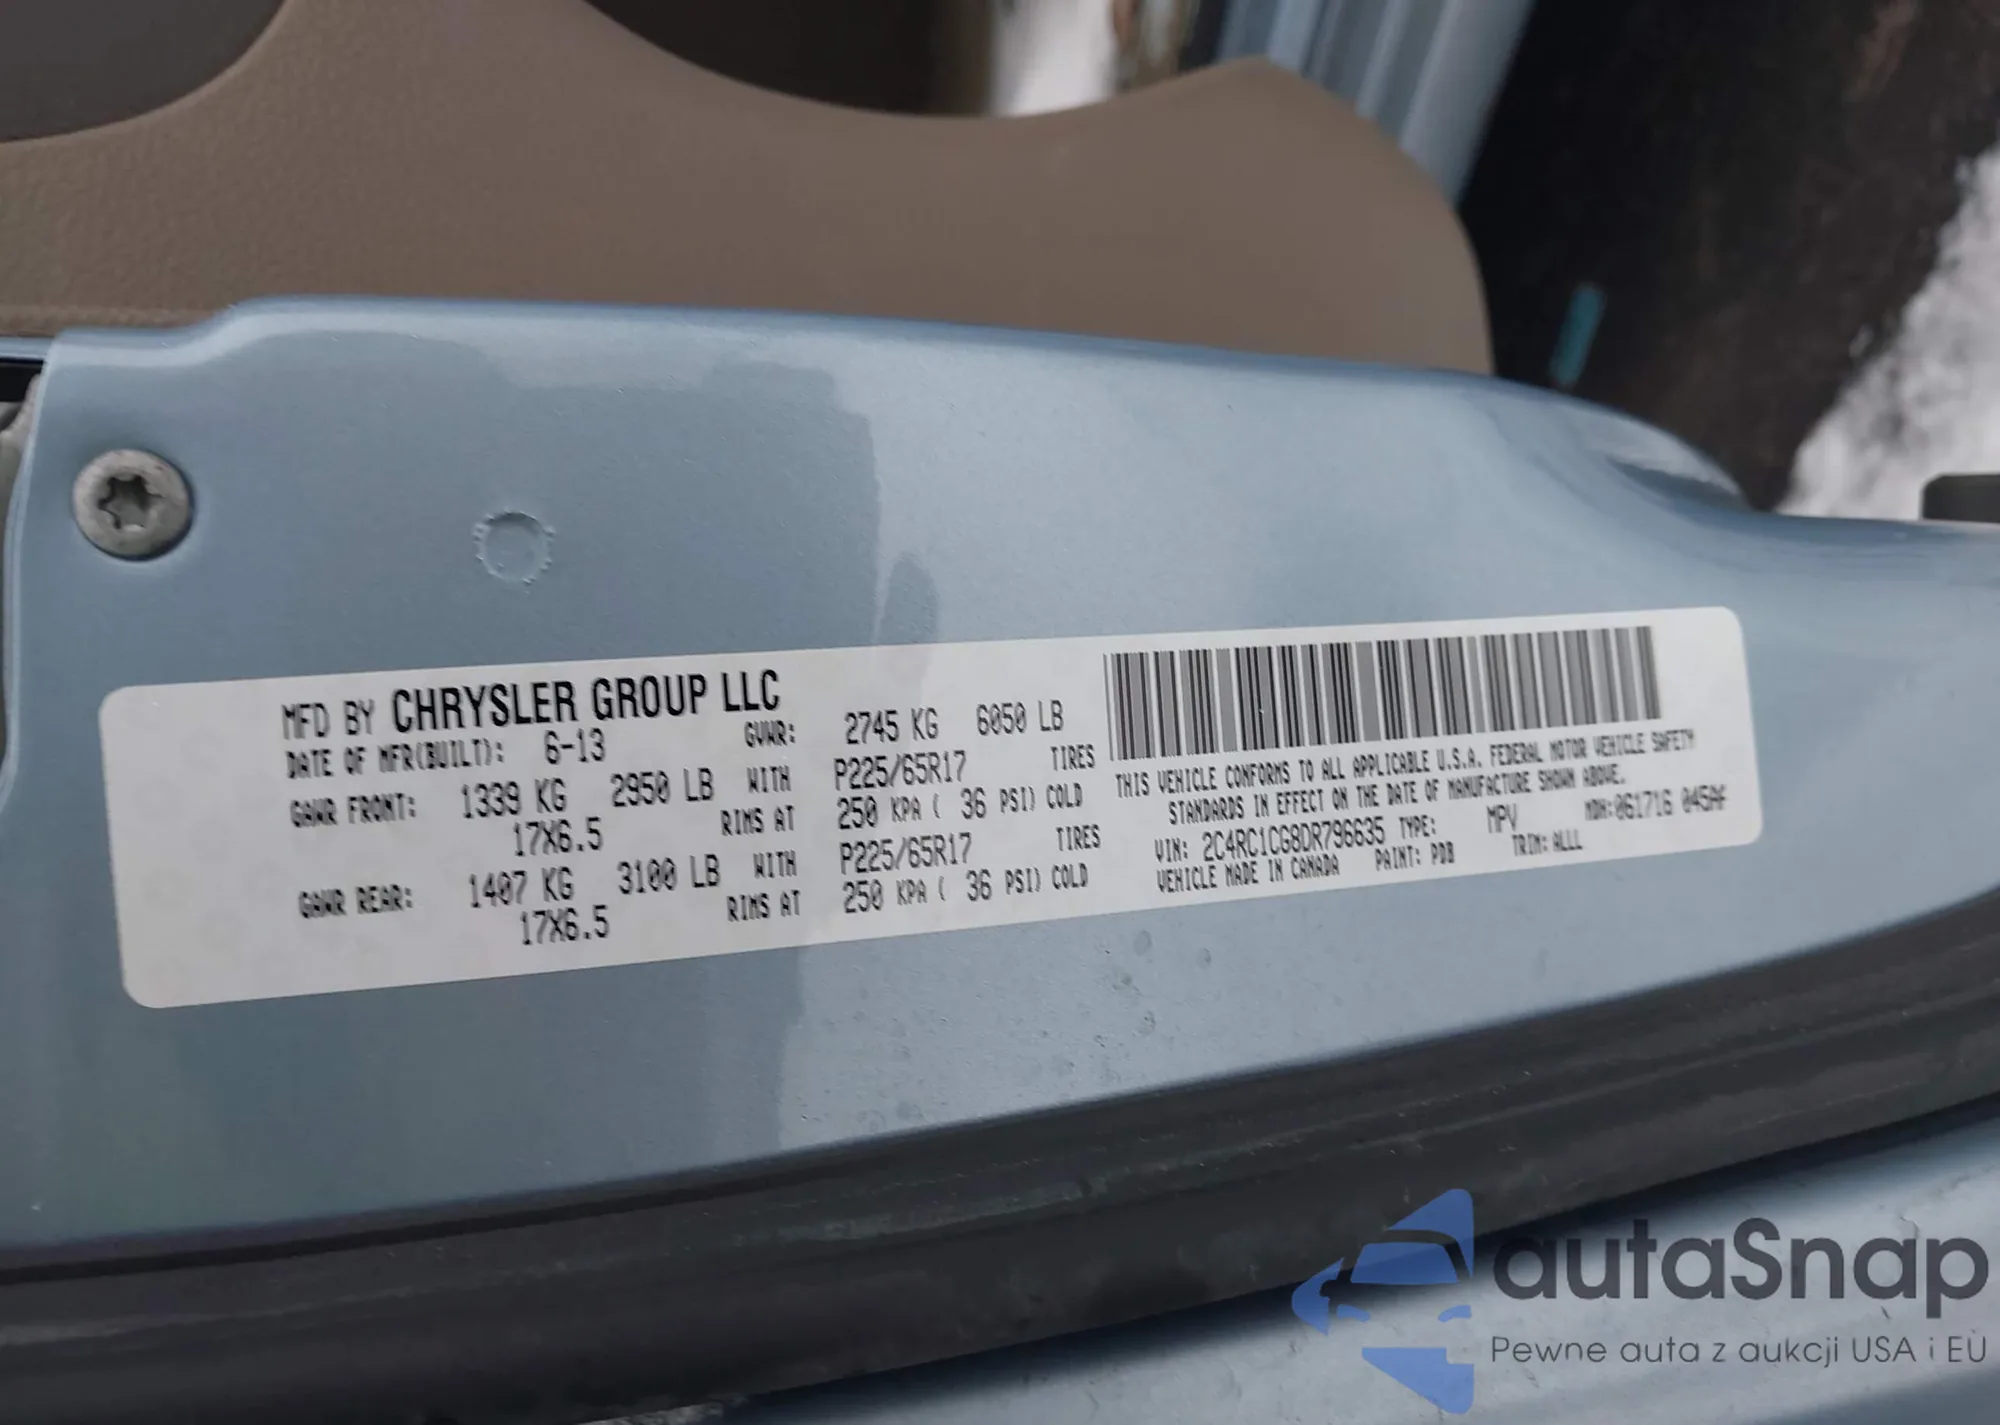 MFD BY CHRYSLER GROUP LLC
DATE OF MFR(BUILT): 6-13 GVWR: 2745 KG 6050 LB
GAWR FRONT: 1339 KG 2950 LB WITH P225/65R17 TIRES
17X6.5 RIMS AT 250 KPA ( 36 PSI) COLD
GAWR REAR: 1407 KG 3100 LB WITH P225/65R17 TIRES
17X6.5 RIMS AT 250 KPA ( 36 PSI) COLD
THIS VEHICLE CONFORMS TO ALL APPLICABLE U.S.A. FEDERAL MOTOR VEHICLE SAFETY
STANDARDS IN EFFECT ON THE DATE OF MANUFACTURE SHOWN ABOVE.
VIN: 2C4RC1CG8DR796635 TYPE: MPV MDH:061716 045AF
VEHICLE MADE IN CANADA PAINT: PDB TRIM: ALLL
autaSnap
Pewne auta z aukcji USA i EU